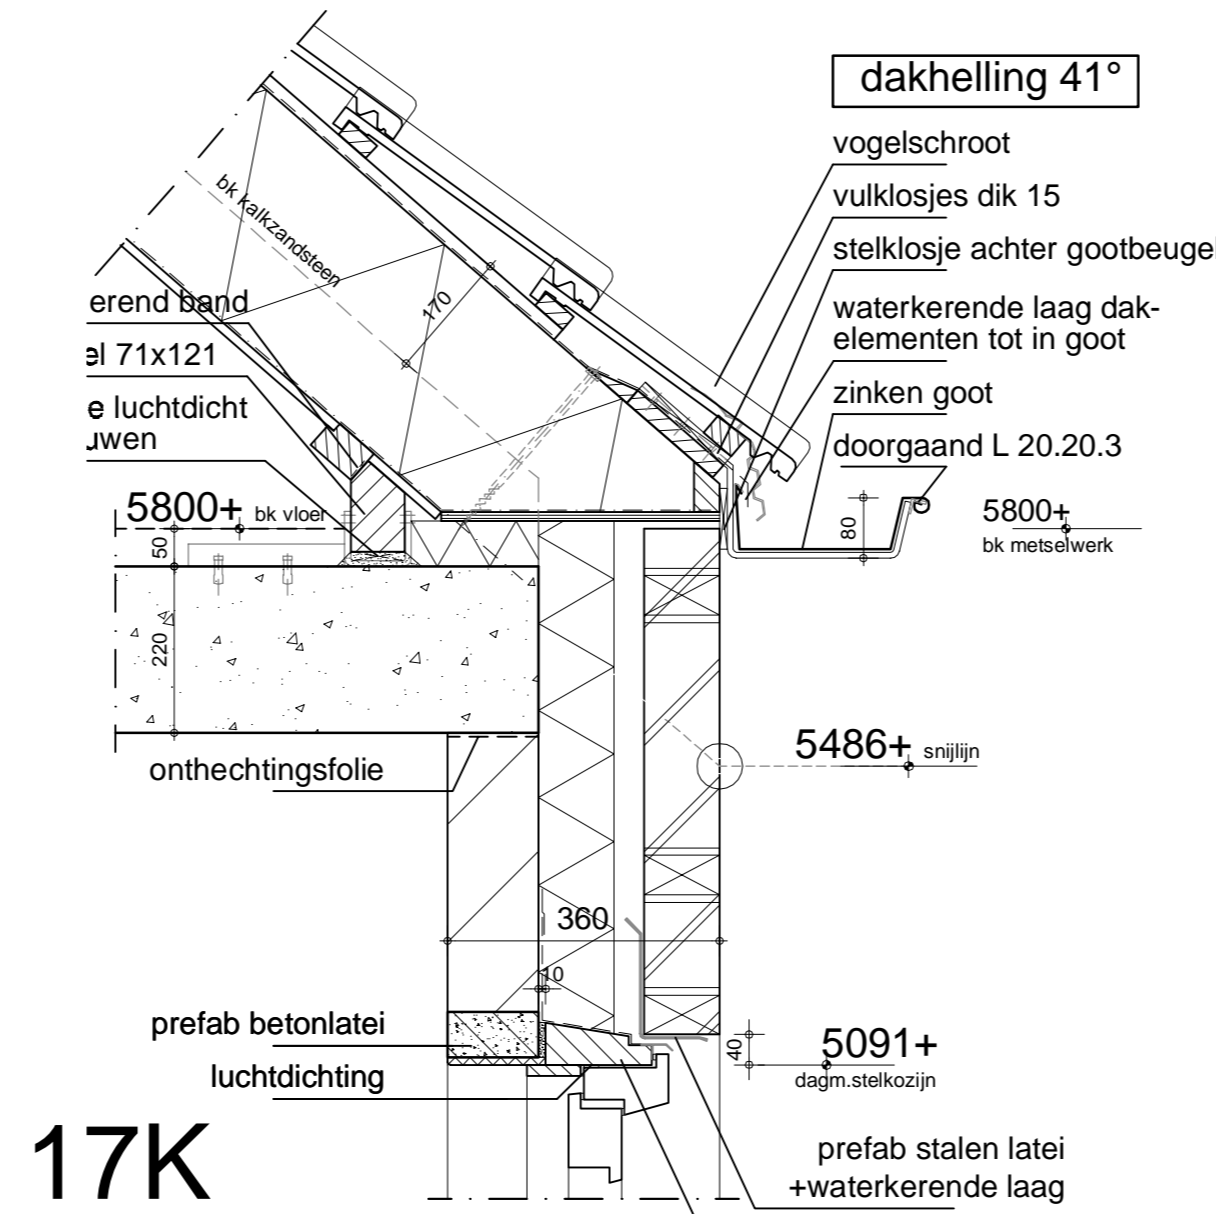 dakhelling 41°
vogelschroot
vulklosjes dik 15
stelklosje achter gootbeugel
waterkerende laag dak-
elementen tot in goot
zinken goot
doorgaand L 20.20.3
bk kalkzandsteen
170
erend band
el 71x121
e luchtdicht
uwen
5800+ bk vloer
50
220
80
5800+
bk metselwerk
onthechtingsfolie
5486+ snijlijn
360
10
prefab betonlatei
luchtdichting
40
5091+
dagm.stelkozijn
17K
prefab stalen latei
+waterkerende laag